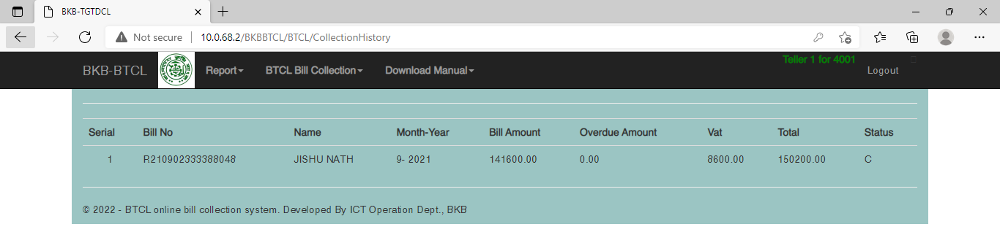 BKB-TGTDCL
Not secure 10.0.68.2/BKBBTCL/BTCL/CollectionHistory
Teller 1 for 4001
BKB-BTCL Report BTCL Bill Collection Download Manual Logout
Serial Bill No Name Month-Year Bill Amount Overdue Amount Vat Total Status
1 R210902333388048 JISHU NATH 9- 2021 141600.00 0.00 8600.00 150200.00 C
© 2022 - BTCL online bill collection system. Developed By ICT Operation Dept., BKB